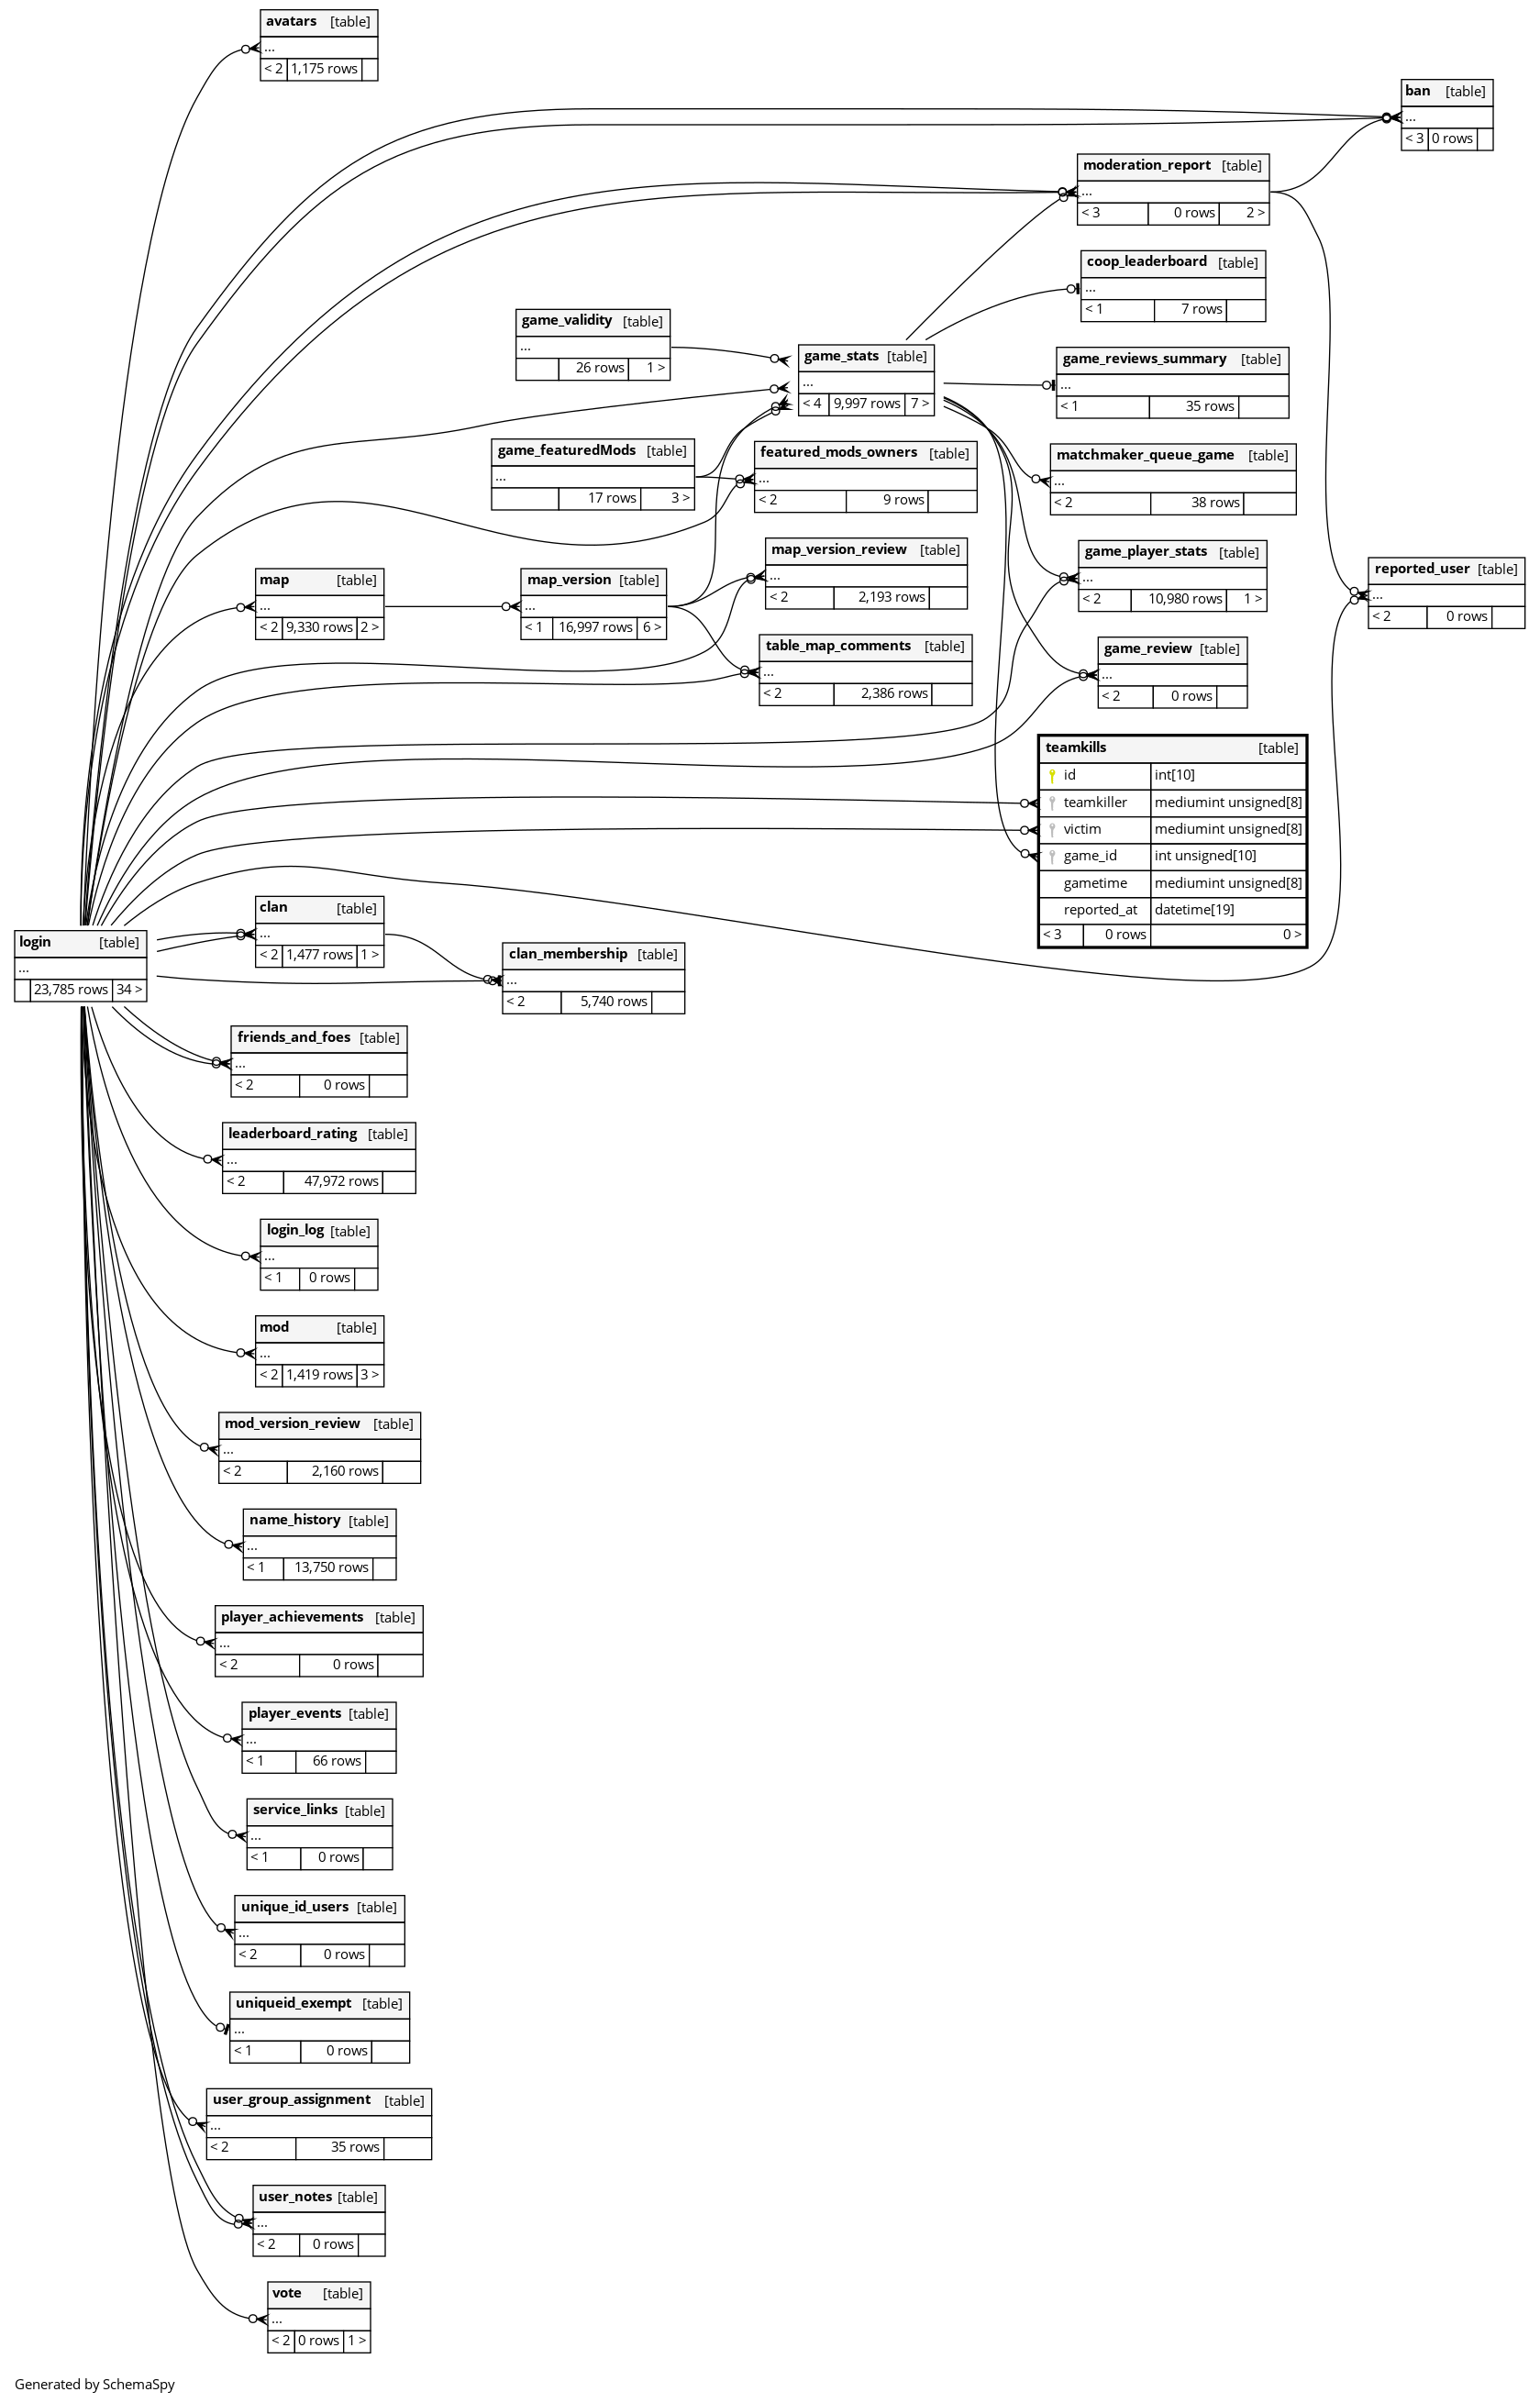 avatars [table]
...
< 2 1,175 rows
ban [table]
...
< 3 0 rows
moderation_report [table]
...
< 3 0 rows 2 >
coop_leaderboard [table]
...
< 1 7 rows
game_validity [table]
...
26 rows 1 >
game_stats [table]
...
< 4 9,997 rows 7 >
game_reviews_summary [table]
...
< 1 35 rows
game_featuredMods [table]
...
17 rows 3 >
featured_mods_owners [table]
...
< 2 9 rows
matchmaker_queue_game [table]
...
< 2 38 rows
map_version_review [table]
...
< 2 2,193 rows
game_player_stats [table]
...
< 2 10,980 rows 1 >
reported_user [table]
...
< 2 0 rows
map [table]
...
< 2 9,330 rows 2 >
map_version [table]
...
< 1 16,997 rows 6 >
table_map_comments [table]
...
< 2 2,386 rows
game_review [table]
...
< 2 0 rows
teamkills [table]
id int[10]
teamkiller mediumint unsigned[8]
victim mediumint unsigned[8]
game_id int unsigned[10]
gametime mediumint unsigned[8]
reported_at datetime[19]
< 3 0 rows 0 >
login [table]
...
23,785 rows 34 >
clan [table]
...
< 2 1,477 rows 1 >
clan_membership [table]
...
< 2 5,740 rows
friends_and_foes [table]
...
< 2 0 rows
leaderboard_rating [table]
...
< 2 47,972 rows
login_log [table]
...
< 1 0 rows
mod [table]
...
< 2 1,419 rows 3 >
mod_version_review [table]
...
< 2 2,160 rows
name_history [table]
...
< 1 13,750 rows
player_achievements [table]
...
< 2 0 rows
player_events [table]
...
< 1 66 rows
service_links [table]
...
< 1 0 rows
unique_id_users [table]
...
< 2 0 rows
uniqueid_exempt [table]
...
< 1 0 rows
user_group_assignment [table]
...
< 2 35 rows
user_notes [table]
...
< 2 0 rows
vote [table]
...
< 2 0 rows 1 >
Generated by SchemaSpy